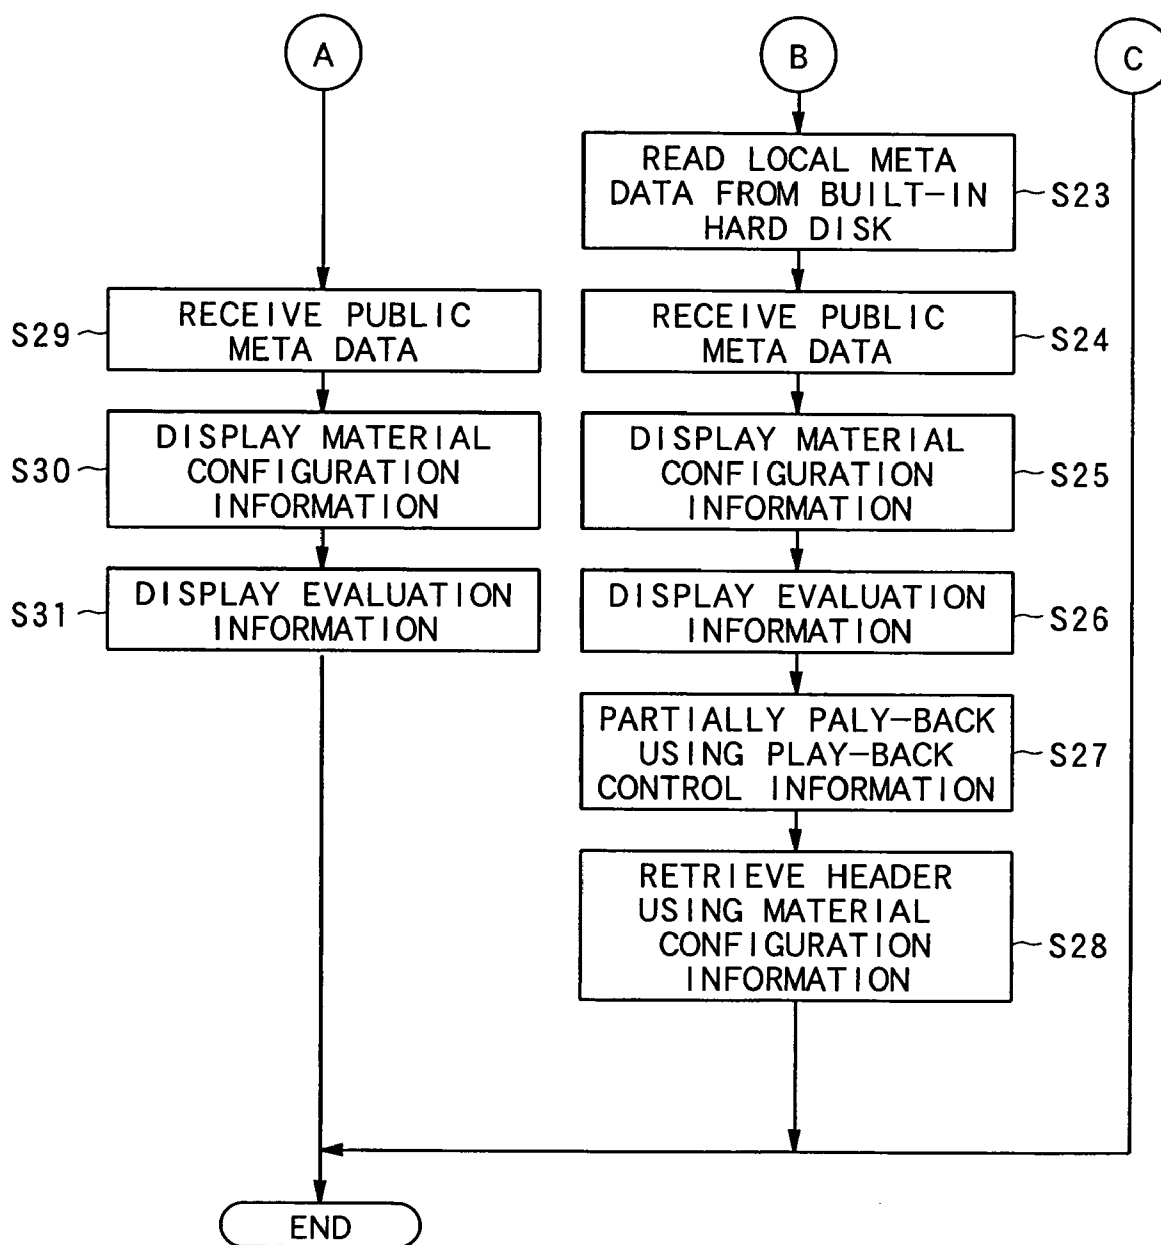 A
B
C
READ LOCAL META
DATA FROM BUILT-IN
HARD DISK
S23
S29
RECEIVE PUBLIC
META DATA
RECEIVE PUBLIC
META DATA
S24
S30
DISPLAY MATERIAL
CONFIGURATION
INFORMATION
DISPLAY MATERIAL
CONFIGURATION
INFORMATION
S25
S31
DISPLAY EVALUATION
INFORMATION
DISPLAY EVALUATION
INFORMATION
S26
PARTIALLY PALY-BACK
USING PLAY-BACK
CONTROL INFORMATION
S27
RETRIEVE HEADER
USING MATERIAL
CONFIGURATION
INFORMATION
S28
END